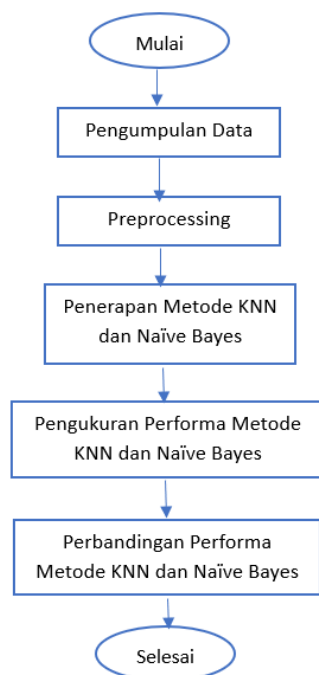 Mulai
Pengumpulan Data
Preprocessing
Penerapan Metode KNN
dan Naïve Bayes
Pengukuran Performa Metode
KNN dan Naïve Bayes
Perbandingan Performa
Metode KNN dan Naïve Bayes
Selesai